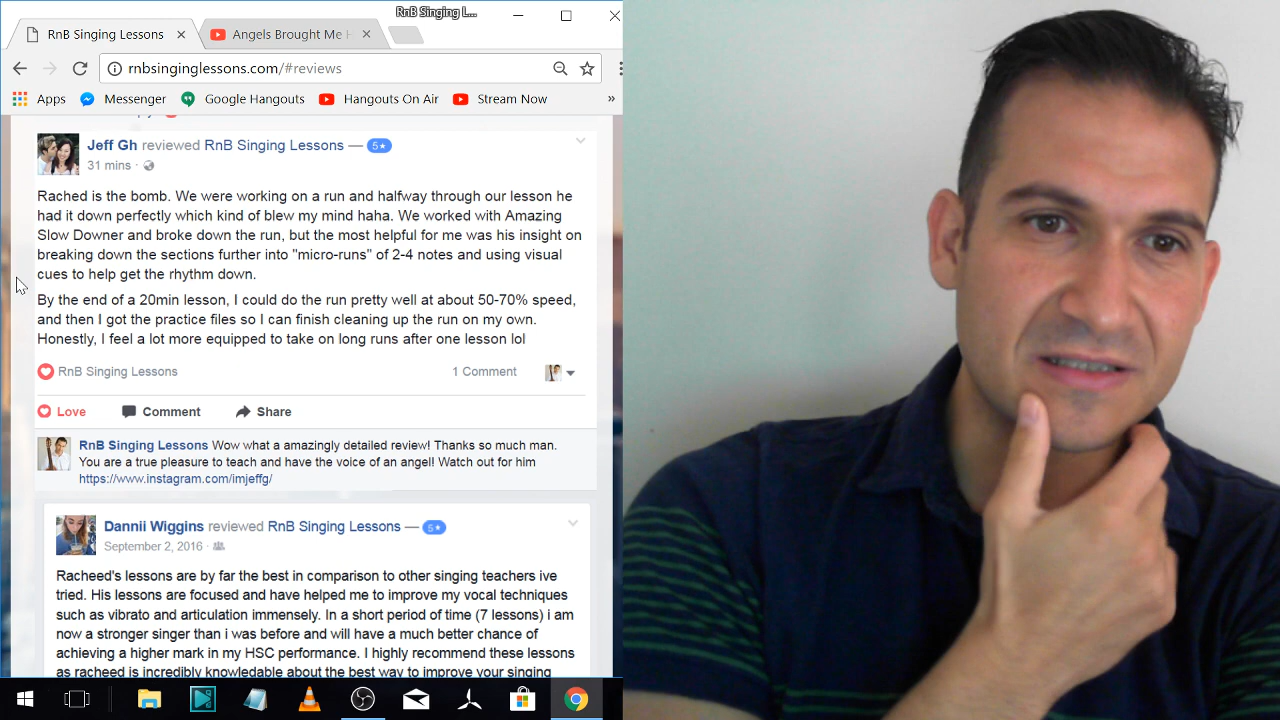 RnB Singing L...
RnB Singing Lessons
Angels Brought Me H
rnbsinginglessons.com/#reviews
Apps Messenger Google Hangouts Hangouts On Air Stream Now »
Jeff Gh reviewed RnB Singing Lessons — 5★
31 mins ·
Rached is the bomb. We were working on a run and halfway through our lesson he
had it down perfectly which kind of blew my mind haha. We worked with Amazing
Slow Downer and broke down the run, but the most helpful for me was his insight on
breaking down the sections further into "micro-runs" of 2-4 notes and using visual
cues to help get the rhythm down.
By the end of a 20min lesson, I could do the run pretty well at about 50-70% speed,
and then I got the practice files so I can finish cleaning up the run on my own.
Honestly, I feel a lot more equipped to take on long runs after one lesson lol
RnB Singing Lessons 1 Comment
Love Comment Share
RnB Singing Lessons Wow what a amazingly detailed review! Thanks so much man.
You are a true pleasure to teach and have the voice of an angel! Watch out for him
https://www.instagram.com/imjeffg/
Dannii Wiggins reviewed RnB Singing Lessons — 5★
September 2, 2016 ·
Racheed's lessons are by far the best in comparison to other singing teachers ive
tried. His lessons are focused and have helped me to improve my vocal techniques
such as vibrato and articulation immensely. In a short period of time (7 lessons) i am
now a stronger singer than i was before and will have a much better chance of
achieving a higher mark in my HSC performance. I highly recommend these lessons
as racheed is incredibly knowledable about the best way to improve your singing